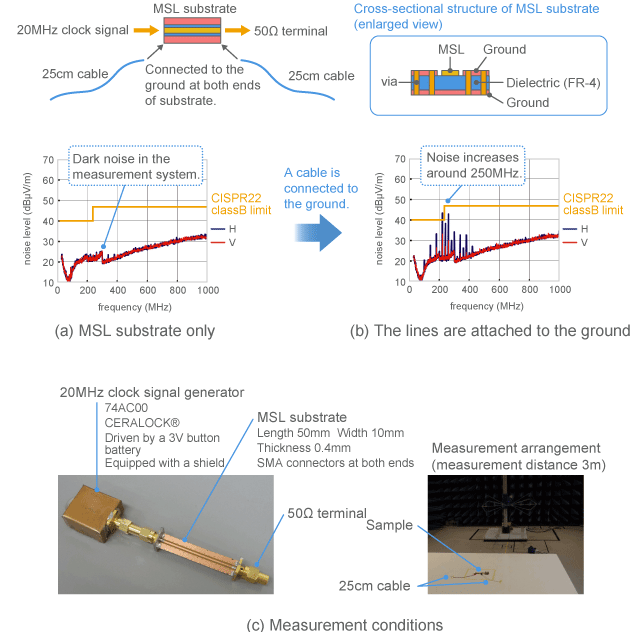 MSL substrate
20MHz clock signal
50Ω terminal
25cm cable
Connected to the
ground at both ends
of substrate.
25cm cable
Cross-sectional structure of MSL substrate
(enlarged view)
MSL
Ground
via
Dielectric (FR-4)
Ground
Dark noise in the
measurement system.
noise level (dBμV/m)
70
60
50
40
30
20
10
CISPR22
classB limit
H
V
0
200
400
600
800
1000
frequency (MHz)
(a) MSL substrate only
A cable is
connected to
the ground.
Noise increases
around 250MHz.
noise level (dBμV/m)
70
60
50
40
30
20
10
CISPR22
classB limit
H
V
0
200
400
600
800
1000
frequency (MHz)
(b) The lines are attached to the ground
20MHz clock signal generator
74AC00
CERALOCK®
Driven by a 3V button
battery
Equipped with a shield
MSL substrate
Length 50mm Width 10mm
Thickness 0.4mm
SMA connectors at both ends
50Ω terminal
Measurement arrangement
(measurement distance 3m)
Sample
25cm cable
(c) Measurement conditions